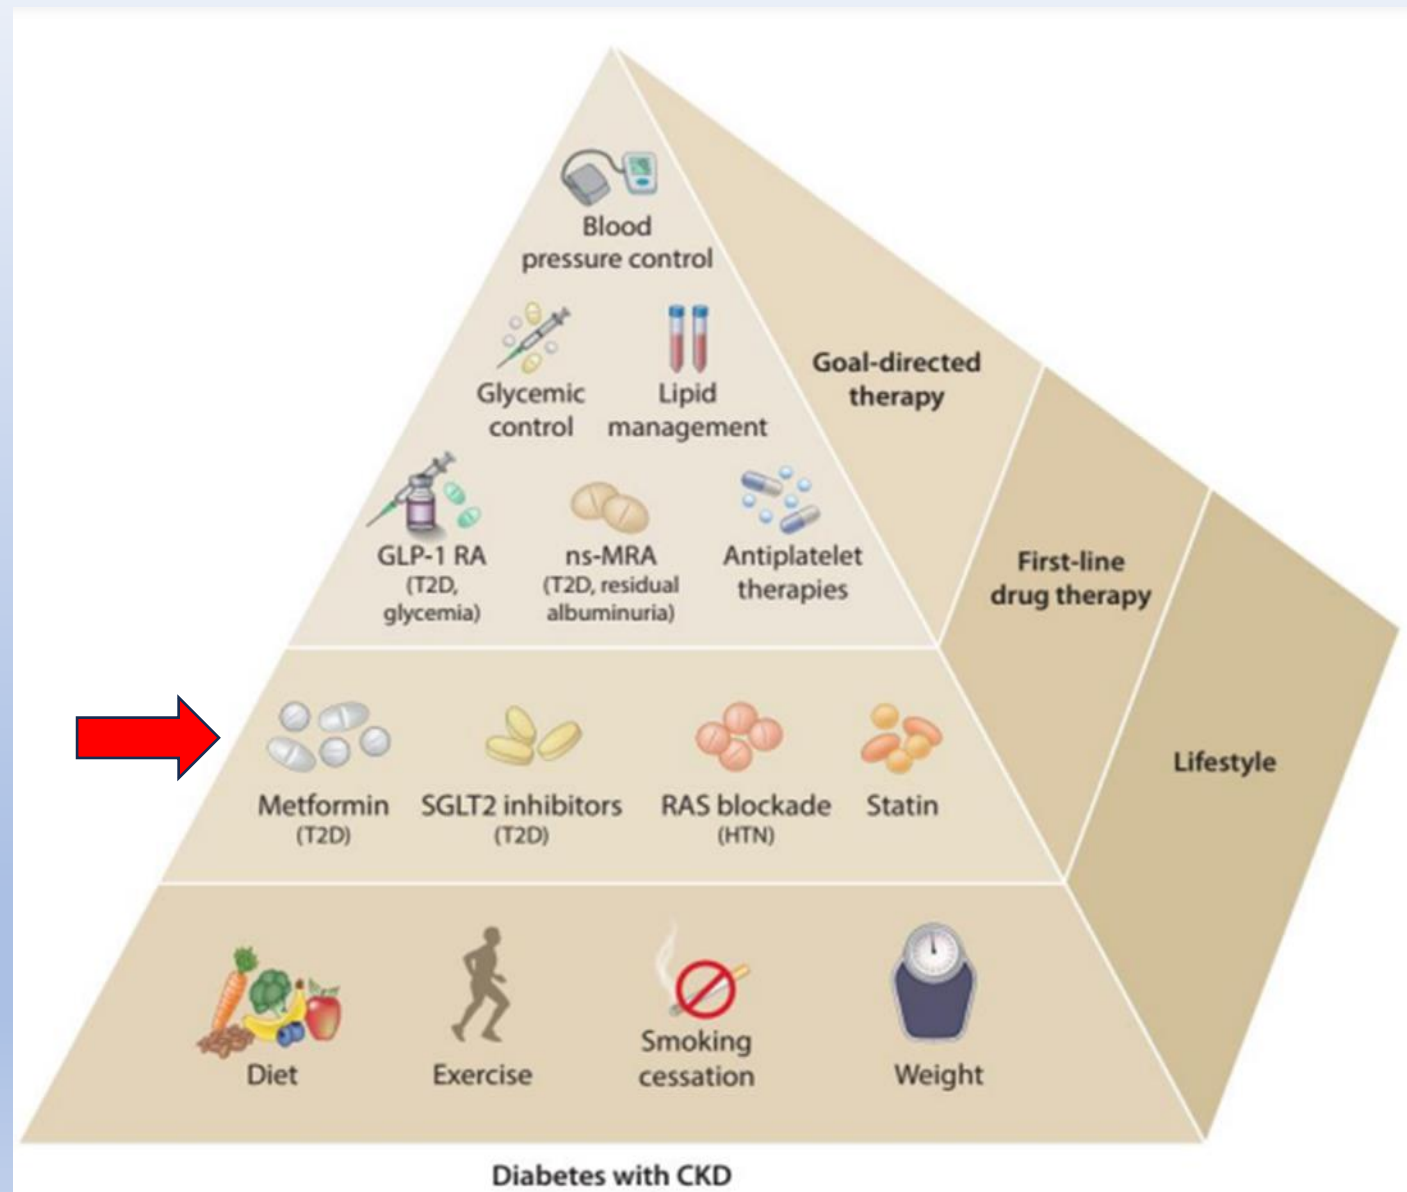 Blood
pressure control
Glycemic
control
Lipid
management
Goal-directed
therapy
GLP-1 RA
(T2D,
glycemia)
ns-MRA
(T2D, residual
albuminuria)
Antiplatelet
therapies
First-line
drug therapy
Metformin
(T2D)
SGLT2 inhibitors
(T2D)
RAS blockade
(HTN)
Statin
Lifestyle
Diet
Exercise
Smoking
cessation
Weight
Diabetes with CKD